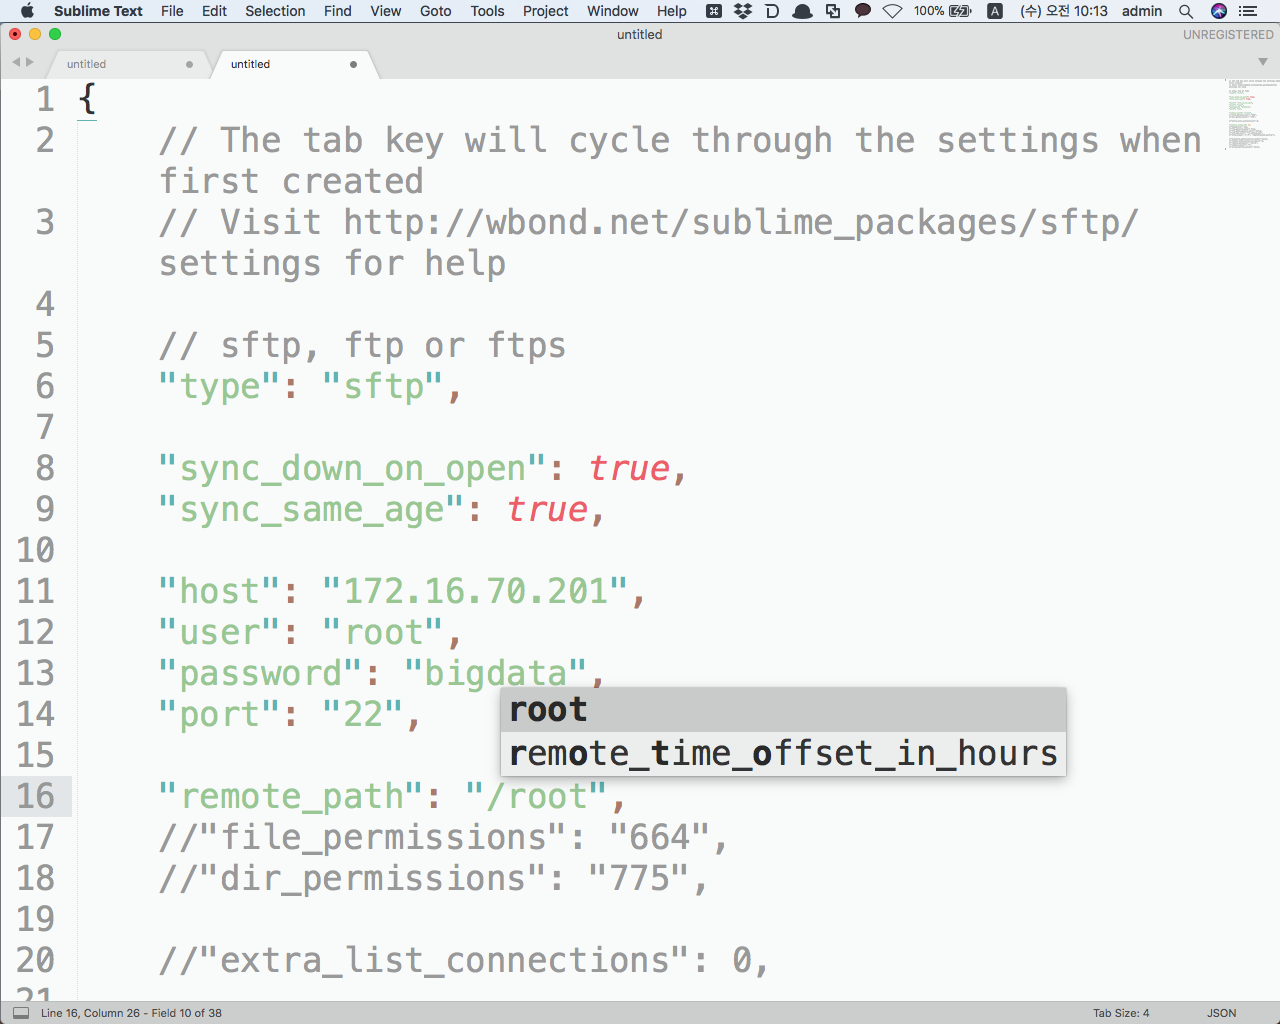 Sublime Text File Edit Selection Find View Goto Tools Project Window Help 100% A (수) 오전 10:13 admin
untitled UNREGISTERED
untitled untitled
1 {
2 // The tab key will cycle through the settings when
first created
3 // Visit http://wbond.net/sublime_packages/sftp/
settings for help
4
5 // sftp, ftp or ftps
6 "type": "sftp",
7
8 "sync_down_on_open": true,
9 "sync_same_age": true,
10
11 "host": "172.16.70.201",
12 "user": "root",
13 "password": "bigdata",
root
14 "port": "22",
remote_time_offset_in_hours
15
16 "remote_path": "/root",
17 //"file_permissions": "664",
18 //"dir_permissions": "775",
19
20 //"extra_list_connections": 0,
21
Line 16, Column 26 - Field 10 of 38 Tab Size: 4 JSON